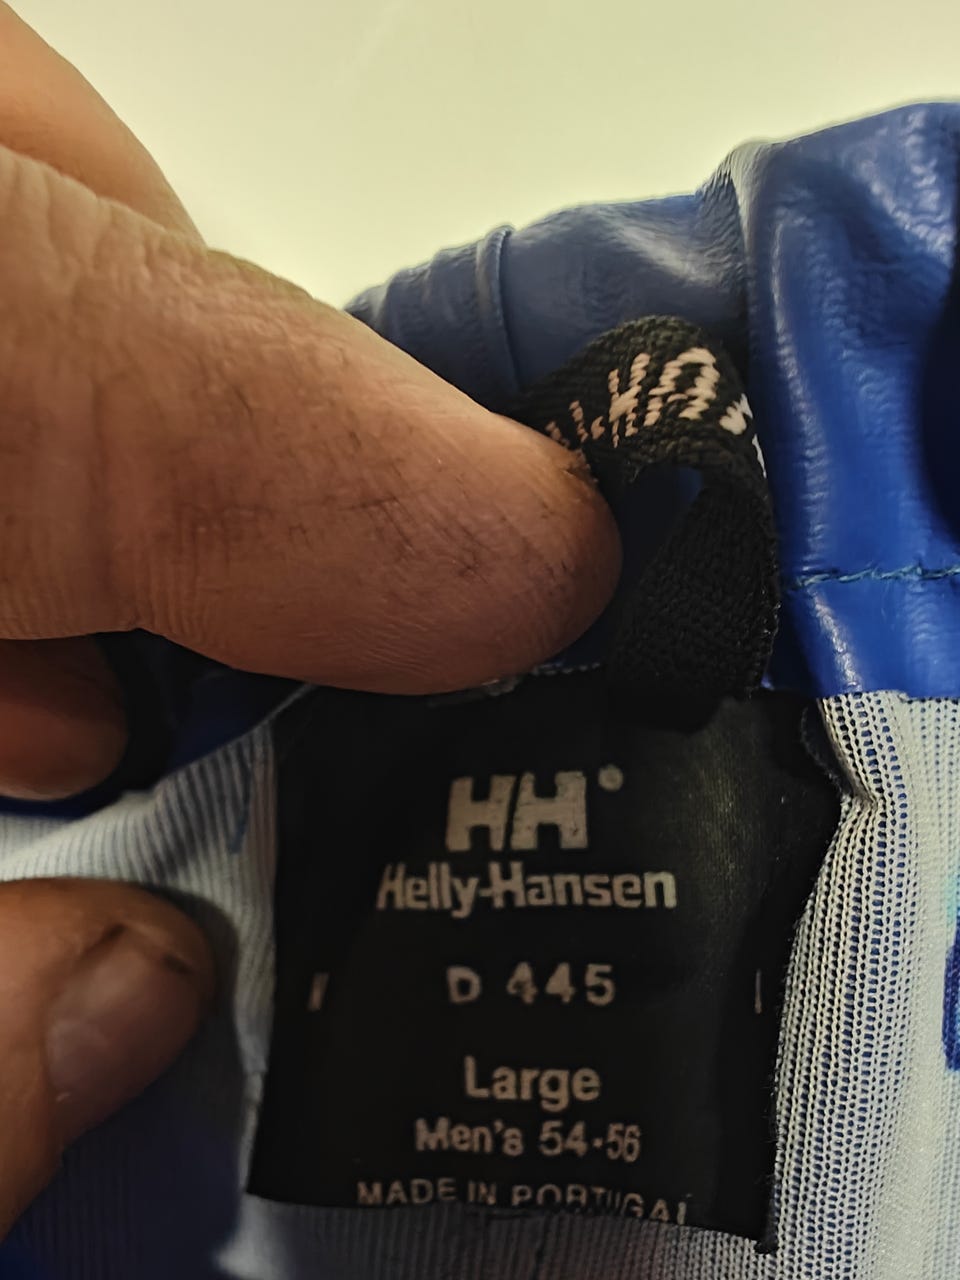 HH®
Helly-Hansen
D 445
Large
Men's 54-56
MADE IN PORTUGAL